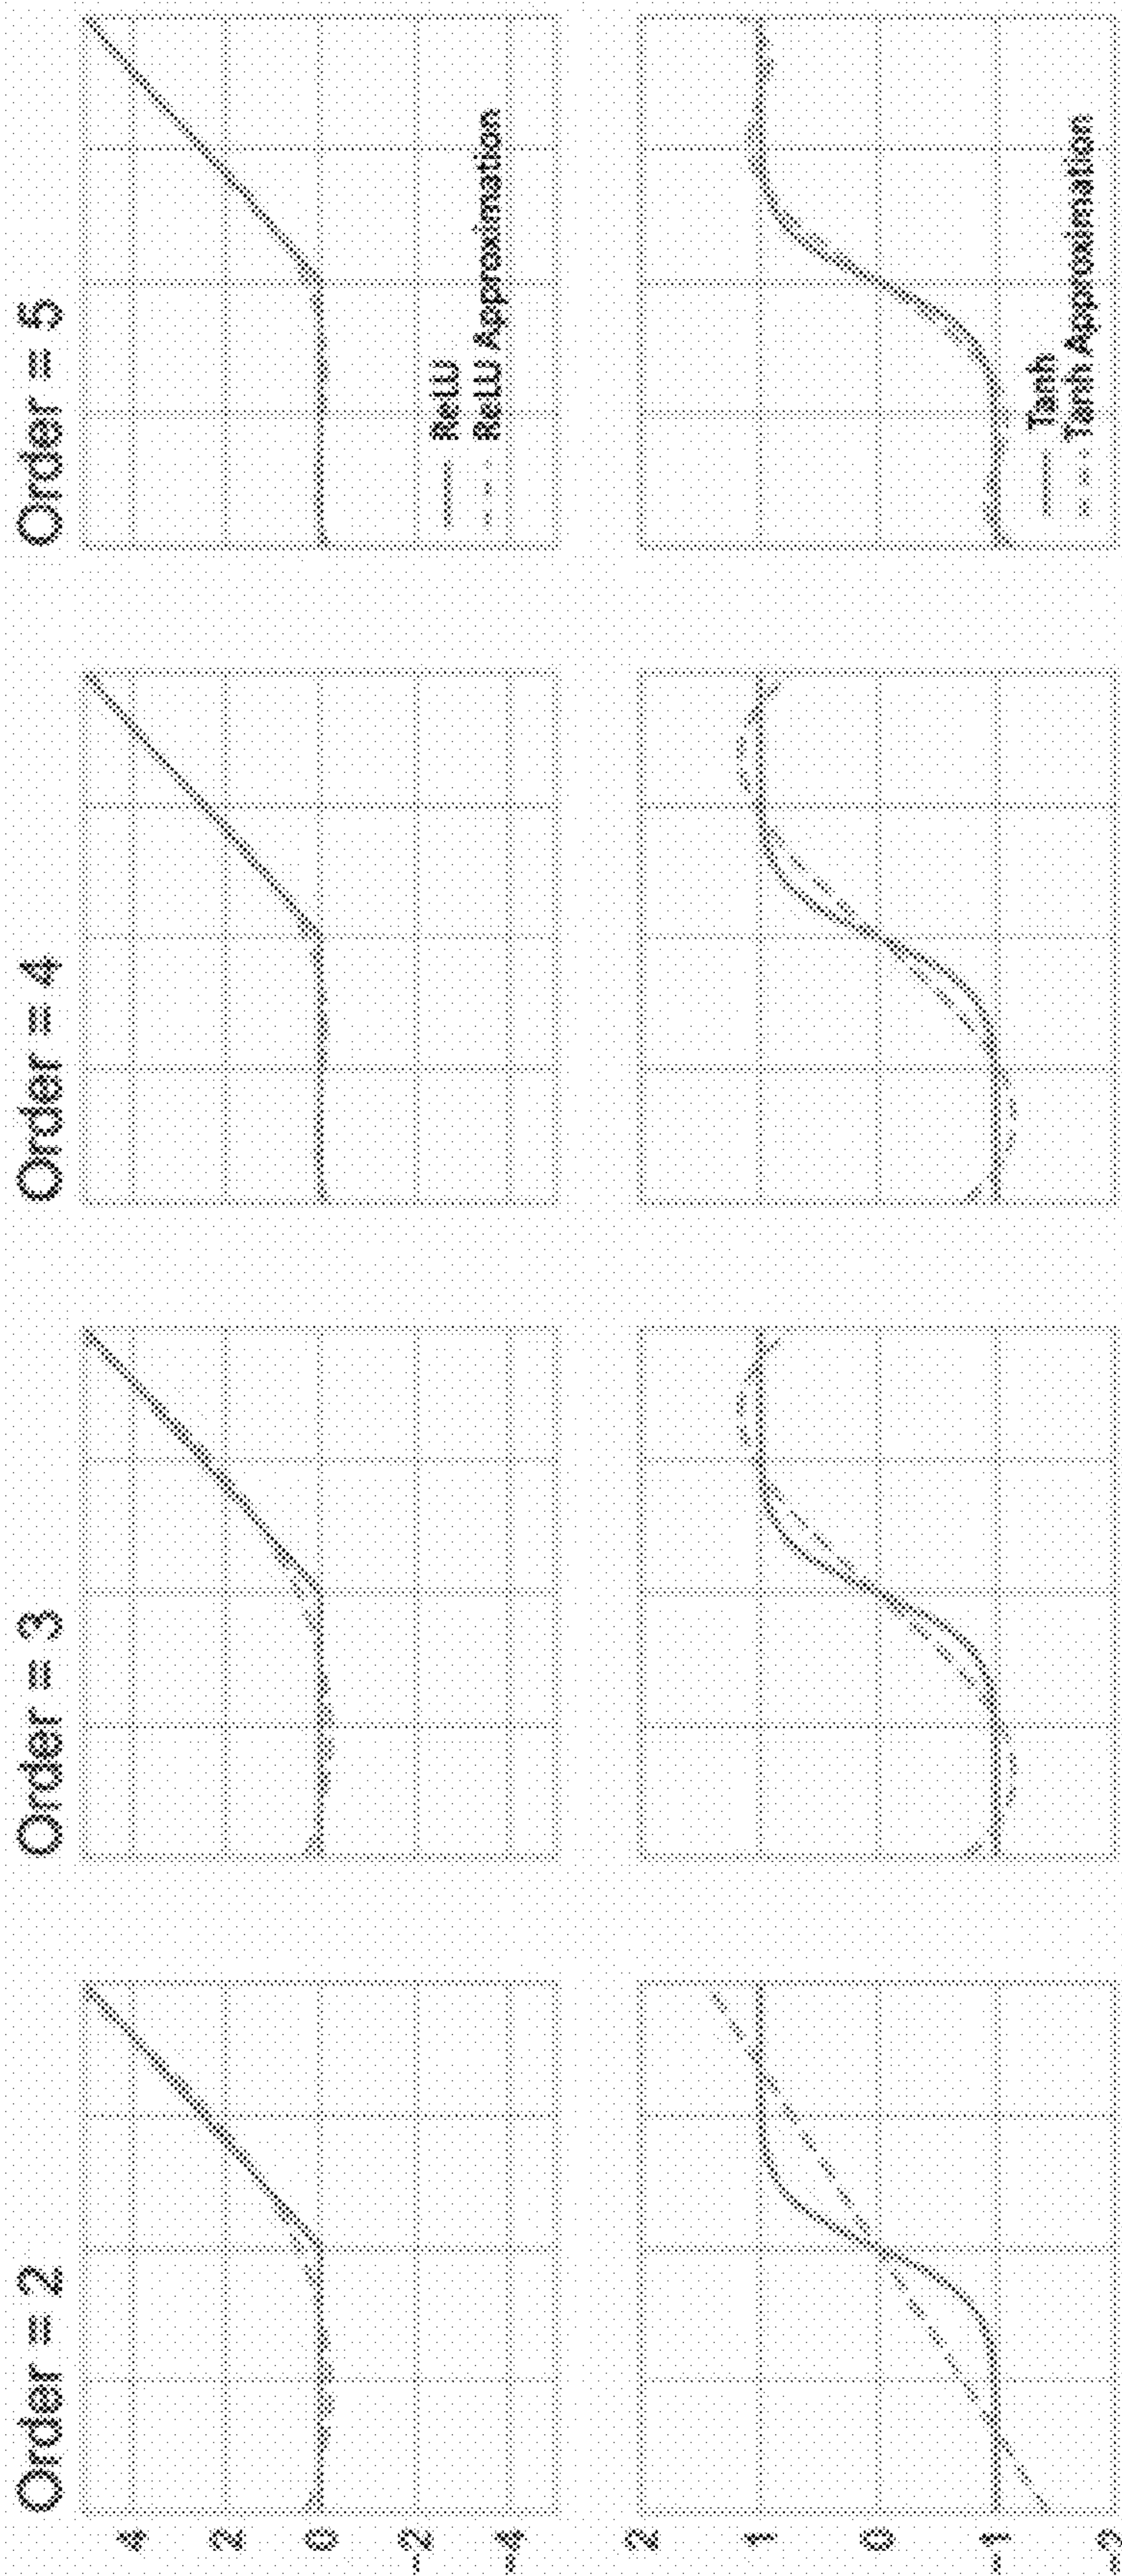 Order = 2
Order = 3
Order = 4
Order = 5
4
2
0
-2
-4
ReLU
ReLU Approximation
2
1
0
-1
Tanh
Tanh Approximation